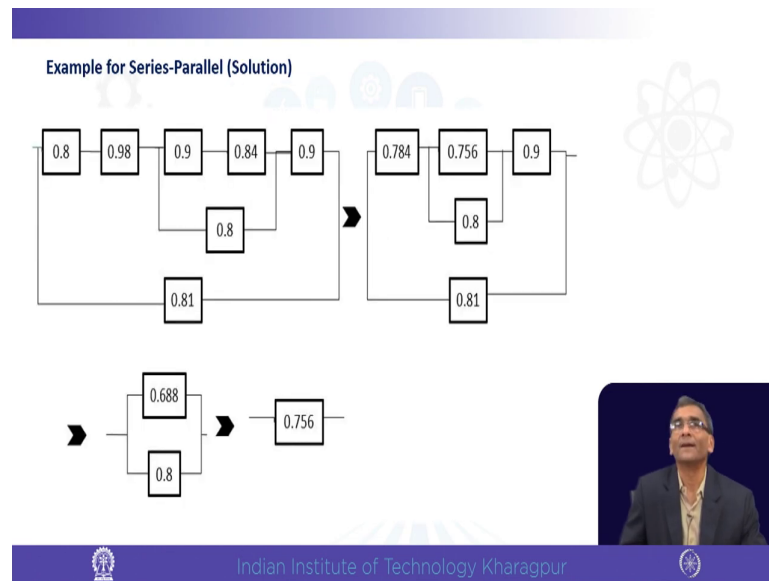 Example for Series-Parallel (Solution)
0.8 0.98 0.9 0.84 0.9
0.8
0.81
0.784 0.756 0.9
0.8
0.81
0.688
0.8
0.756
Indian Institute of Technology Kharagpur